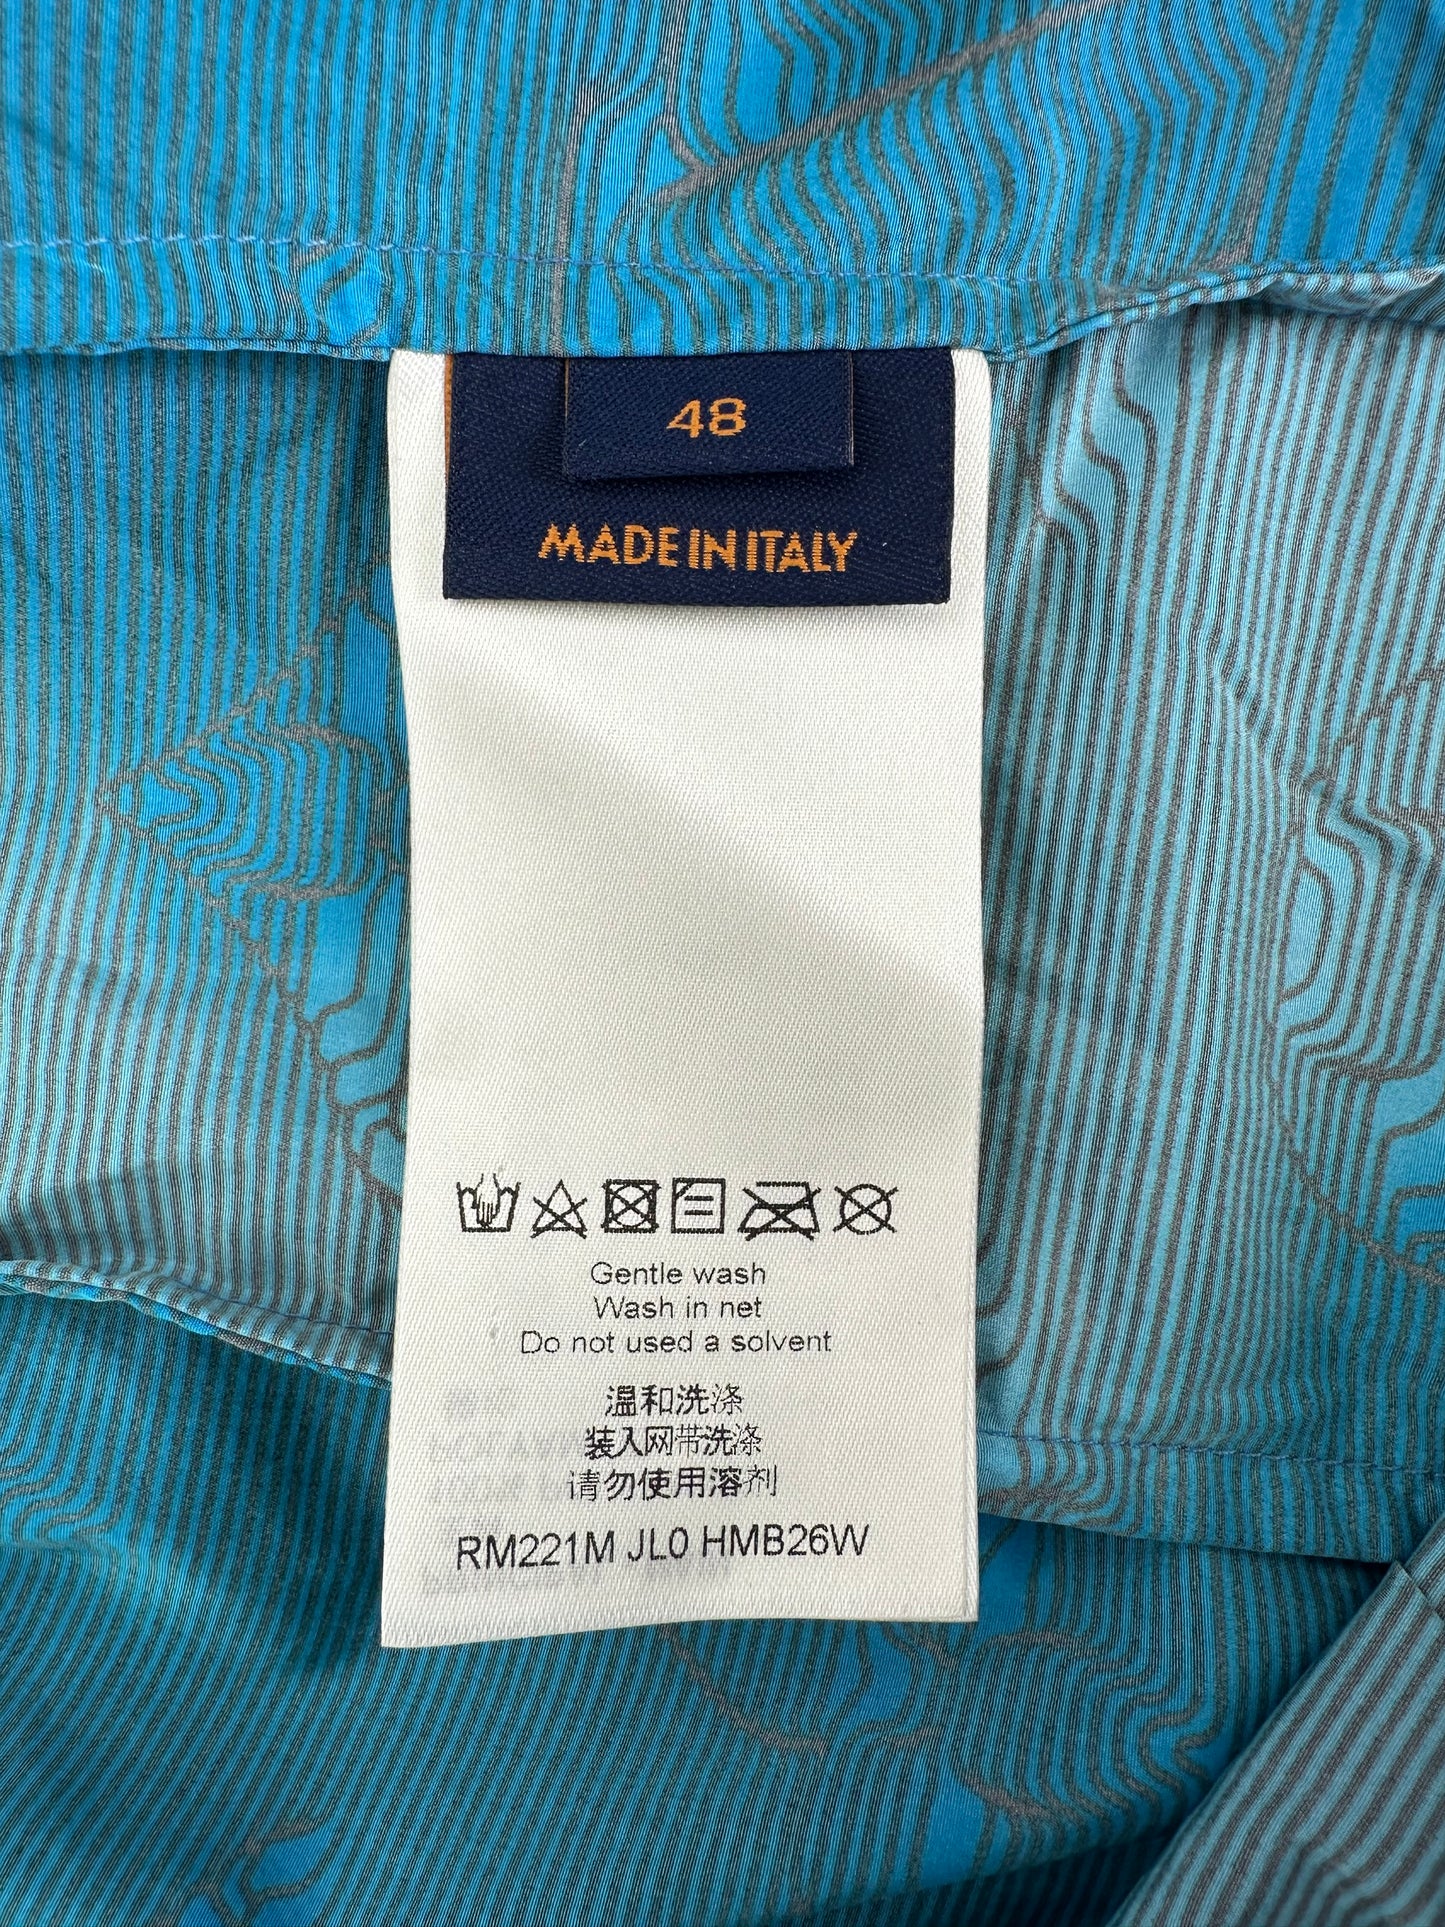 48
MADE IN ITALY
Gentle wash
Wash in net
Do not used a solvent
温和洗涤
装入网带洗涤
请勿使用溶剂
RM221M JL0 HMB26W